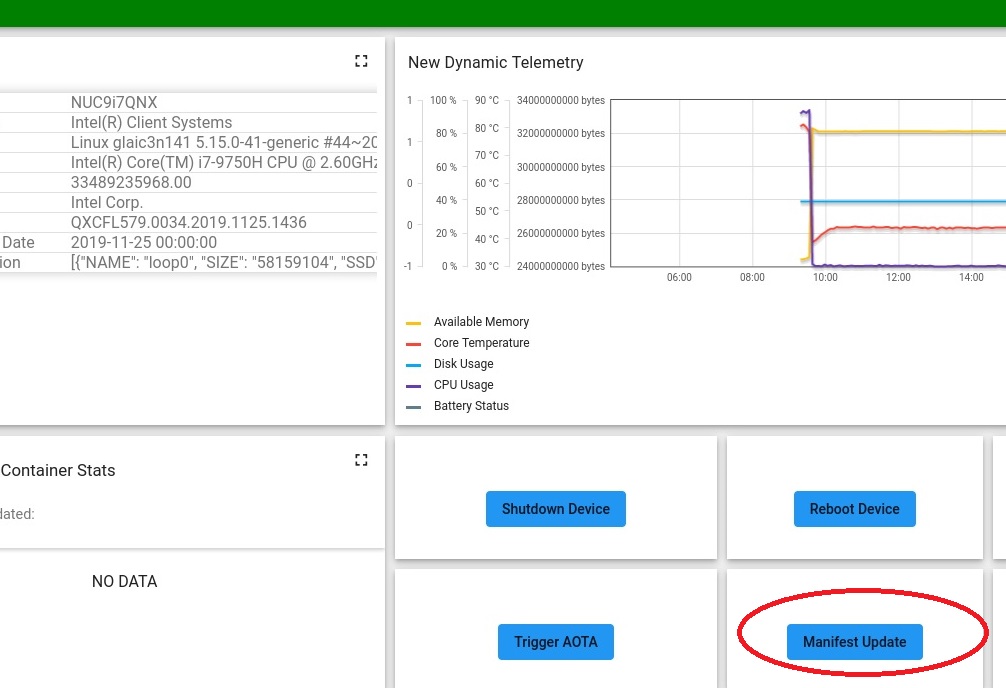 NUC9i7QNX
Intel(R) Client Systems
Linux glaic3n141 5.15.0-41-generic #44~20
Intel(R) Core(TM) i7-9750H CPU @ 2.60GHz
33489235968.00
Intel Corp.
QXCFL579.0034.2019.1125.1436
Date 2019-11-25 00:00:00
ion [{"NAME": "loop0", "SIZE": "58159104", "SSD"
New Dynamic Telemetry
1 100 % 90 °C 34000000000 bytes
80 % 80 °C 32000000000 bytes
1 70 °C
60 % 30000000000 bytes
0 60 °C
40 % 28000000000 bytes
50 °C
0 20 % 40 °C 26000000000 bytes
-1 0 % 30 °C 24000000000 bytes
06:00 08:00 10:00 12:00 14:00
Available Memory
Core Temperature
Disk Usage
CPU Usage
Battery Status
Container Stats
dated:
NO DATA
Shutdown Device
Reboot Device
Trigger AOTA
Manifest Update